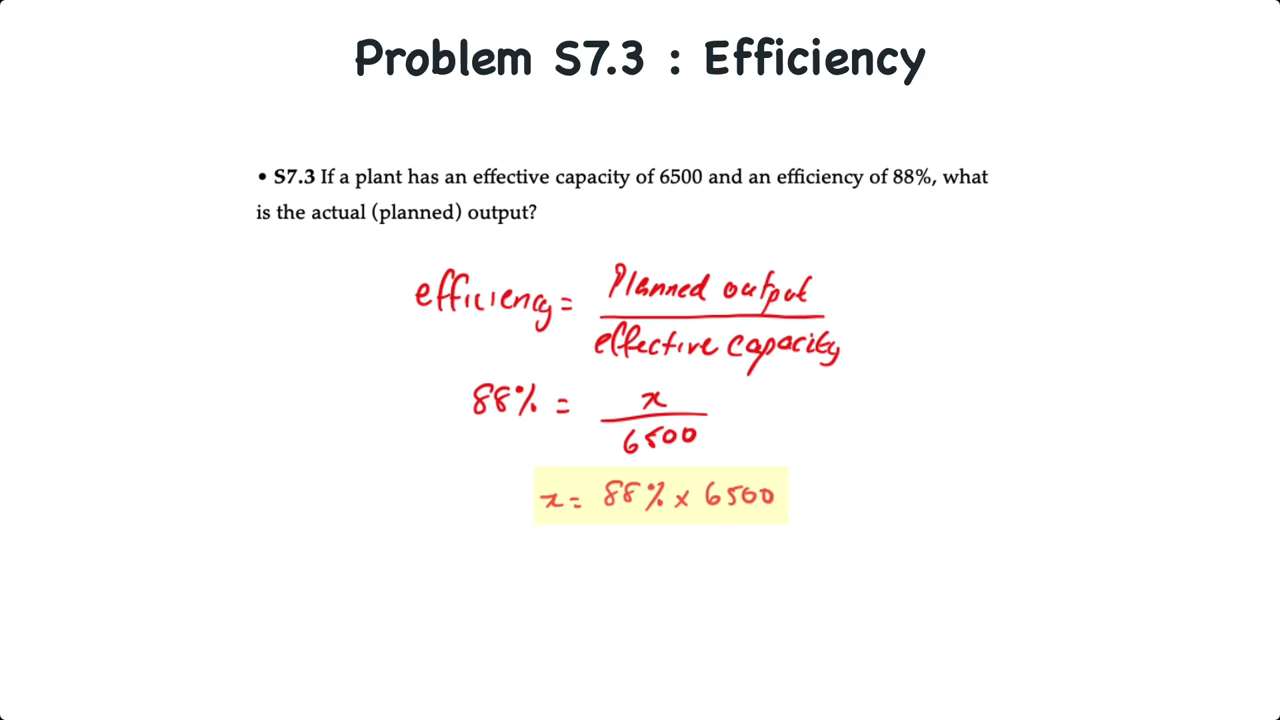 Problem S7.3 : Efficiency
• S7.3 If a plant has an effective capacity of 6500 and an efficiency of 88%, what
is the actual (planned) output?
efficiency = Planned output / effective capacity
88% = x / 6500
x = 88% × 6500